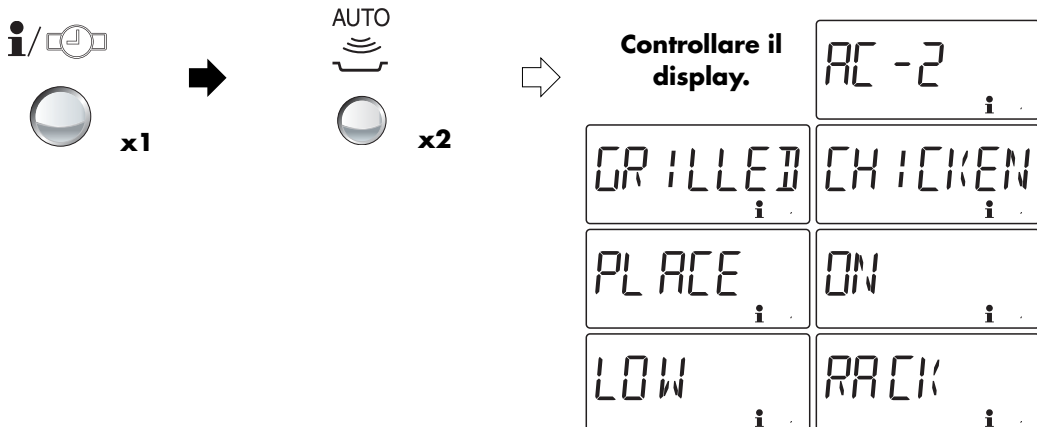 i/
AUTO
x1
x2
Controllare il
display.
AC-2
i
GRILLED
i
CHICKEN
i
PLACE
i
ON
i
LOW
i
RACK
i